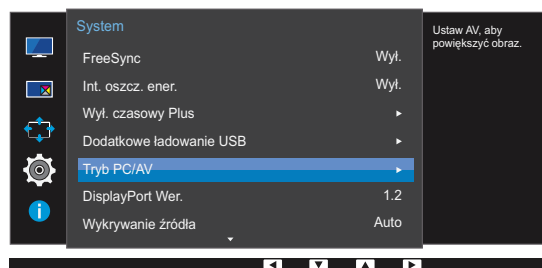 System
FreeSync Wył.
Int. oszcz. ener. Wył.
Wył. czasowy Plus
Dodatkowe ładowanie USB
Tryb PC/AV
DisplayPort Wer. 1.2
Wykrywanie źródła Auto
Ustaw AV, aby
powiększyć obraz.